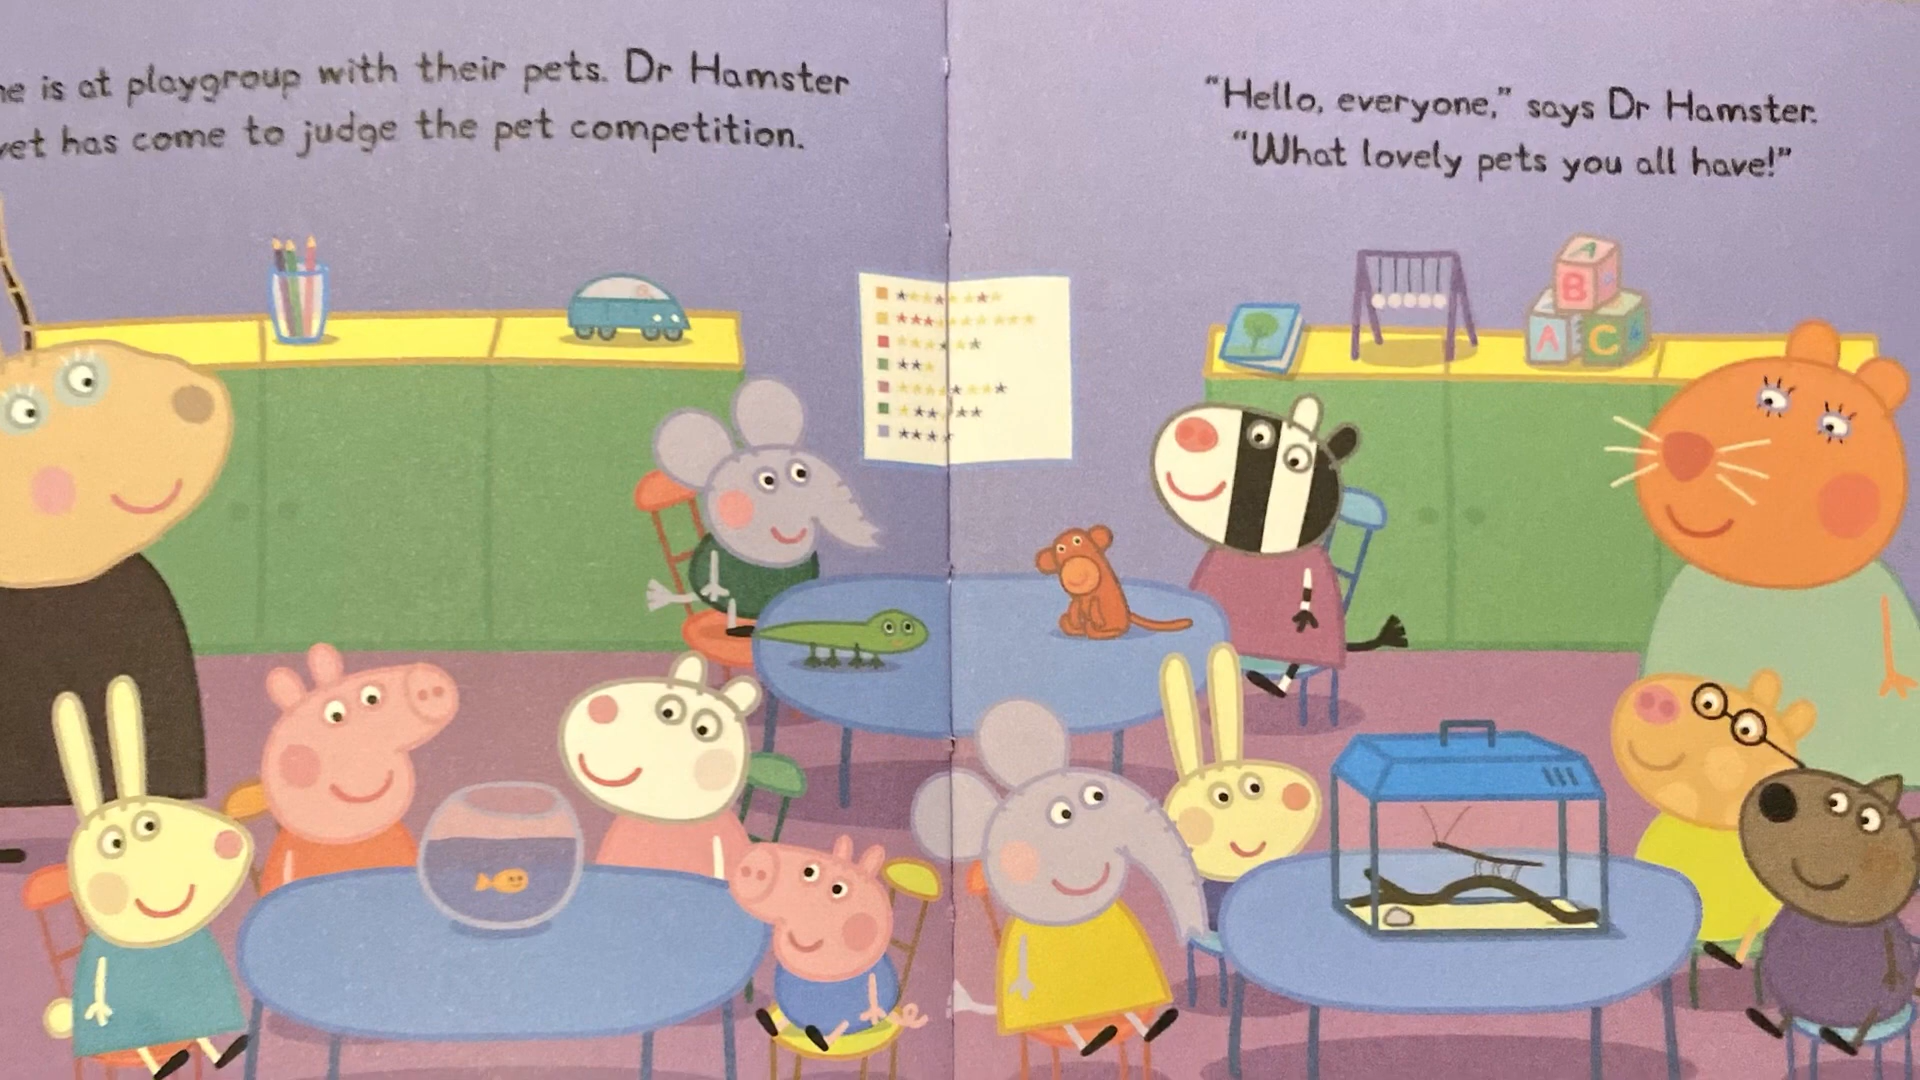 is at playgroup with their pets. Dr Hamster
has come to judge the pet competition.
"Hello, everyone," says Dr Hamster.
"What lovely pets you all have!"
A
B
A C